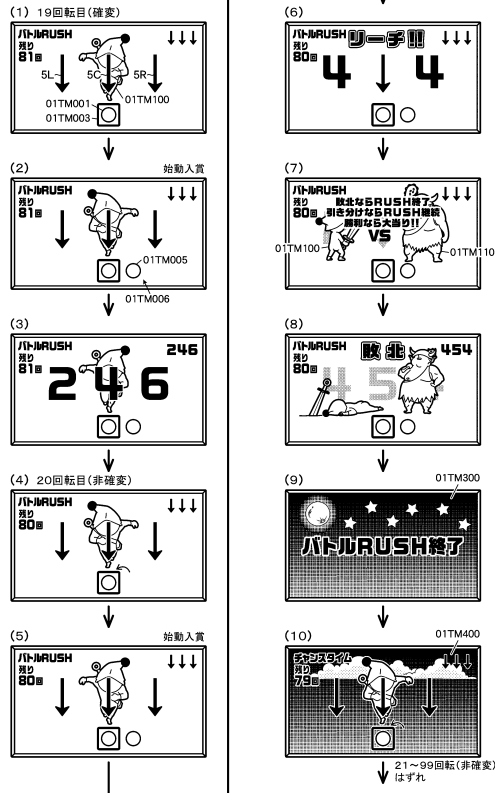 (1) 19回転目(確変)
バトルRUSH
残り
81回
5L
5C
5R
01TM100
01TM001
01TM003
(2)
始動入賞
バトルRUSH
残り
81回
01TM005
01TM006
(3)
バトルRUSH
残り
81回
246
2 4 6
(4) 20回転目(非確変)
バトルRUSH
残り
80回
(5)
始動入賞
バトルRUSH
残り
80回
(6)
バトルRUSH
残り
80回
リーチ!!
4 4
(7)
バトルRUSH
残り
80回
敗北ならRUSH終了
引き分けならRUSH継続
勝利なら大当り!!
VS
01TM100
01TM110
(8)
バトルRUSH
残り
80回
敗北
454
4 5 4
(9)
01TM300
バトルRUSH終了
(10)
01TM400
チャンスタイム
残り
79回
21～99回転(非確変)
はずれ